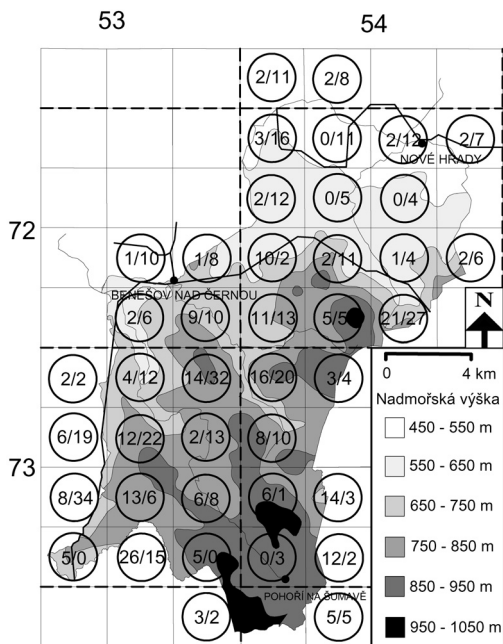 53 54
2/11 2/8
3/16 0/11 2/12 2/7
NOVÉ HRADY
2/12 0/5 0/4
72
1/10 1/8 10/2 2/11 1/4 2/6
BENEŠOV NAD ČERNOU
2/6 9/10 11/13 5/5 21/27
N
2/2 4/12 14/32 16/20 3/4
0 4 km
Nadmořská výška
6/19 12/22 2/13 8/10
450 - 550 m
550 - 650 m
73
8/34 13/6 6/8 6/1 14/3
650 - 750 m
5/0 26/15 5/0 0/3 12/2
750 - 850 m
POHOŘÍ NA ŠUMAVĚ
850 - 950 m
3/2 5/5
950 - 1050 m